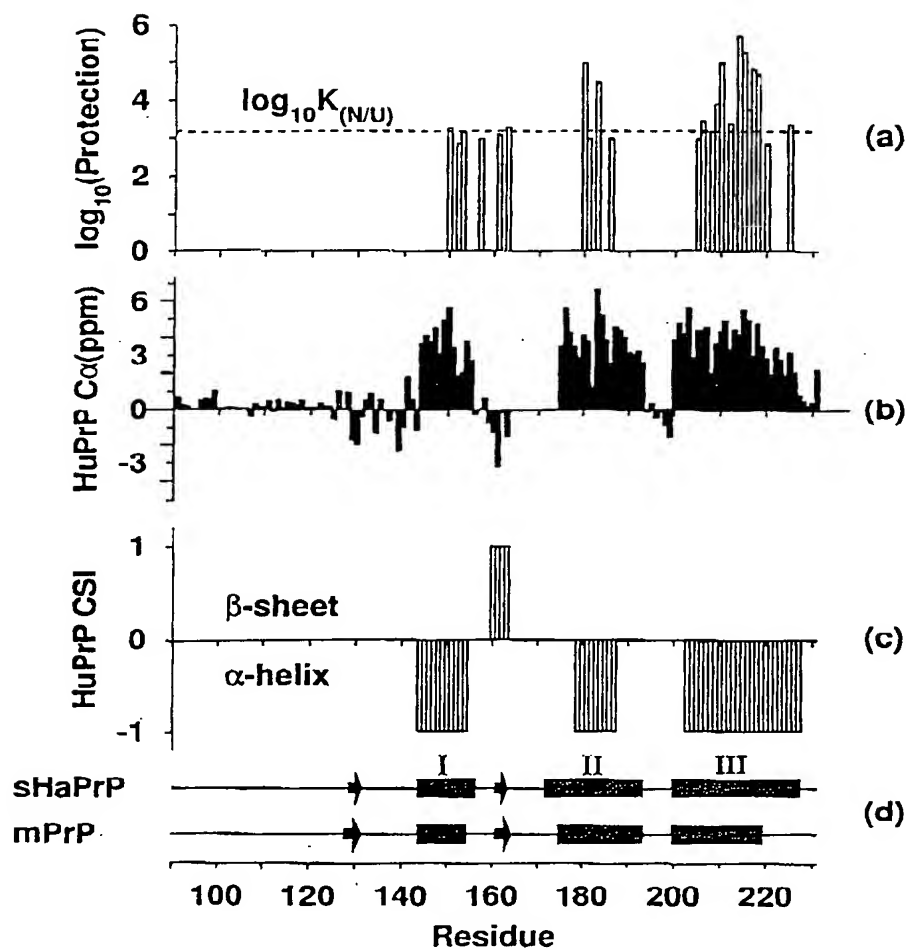 6
4
2
0
log₁₀(Protection)
log₁₀K(N/U)
(a)
6
3
0
-3
HuPrP Cα(ppm)
(b)
1
0
-1
HuPrP CSI
β-sheet
α-helix
(c)
I II III
sHaPrP
mPrP
(d)
100 120 140 160 180 200 220
Residue